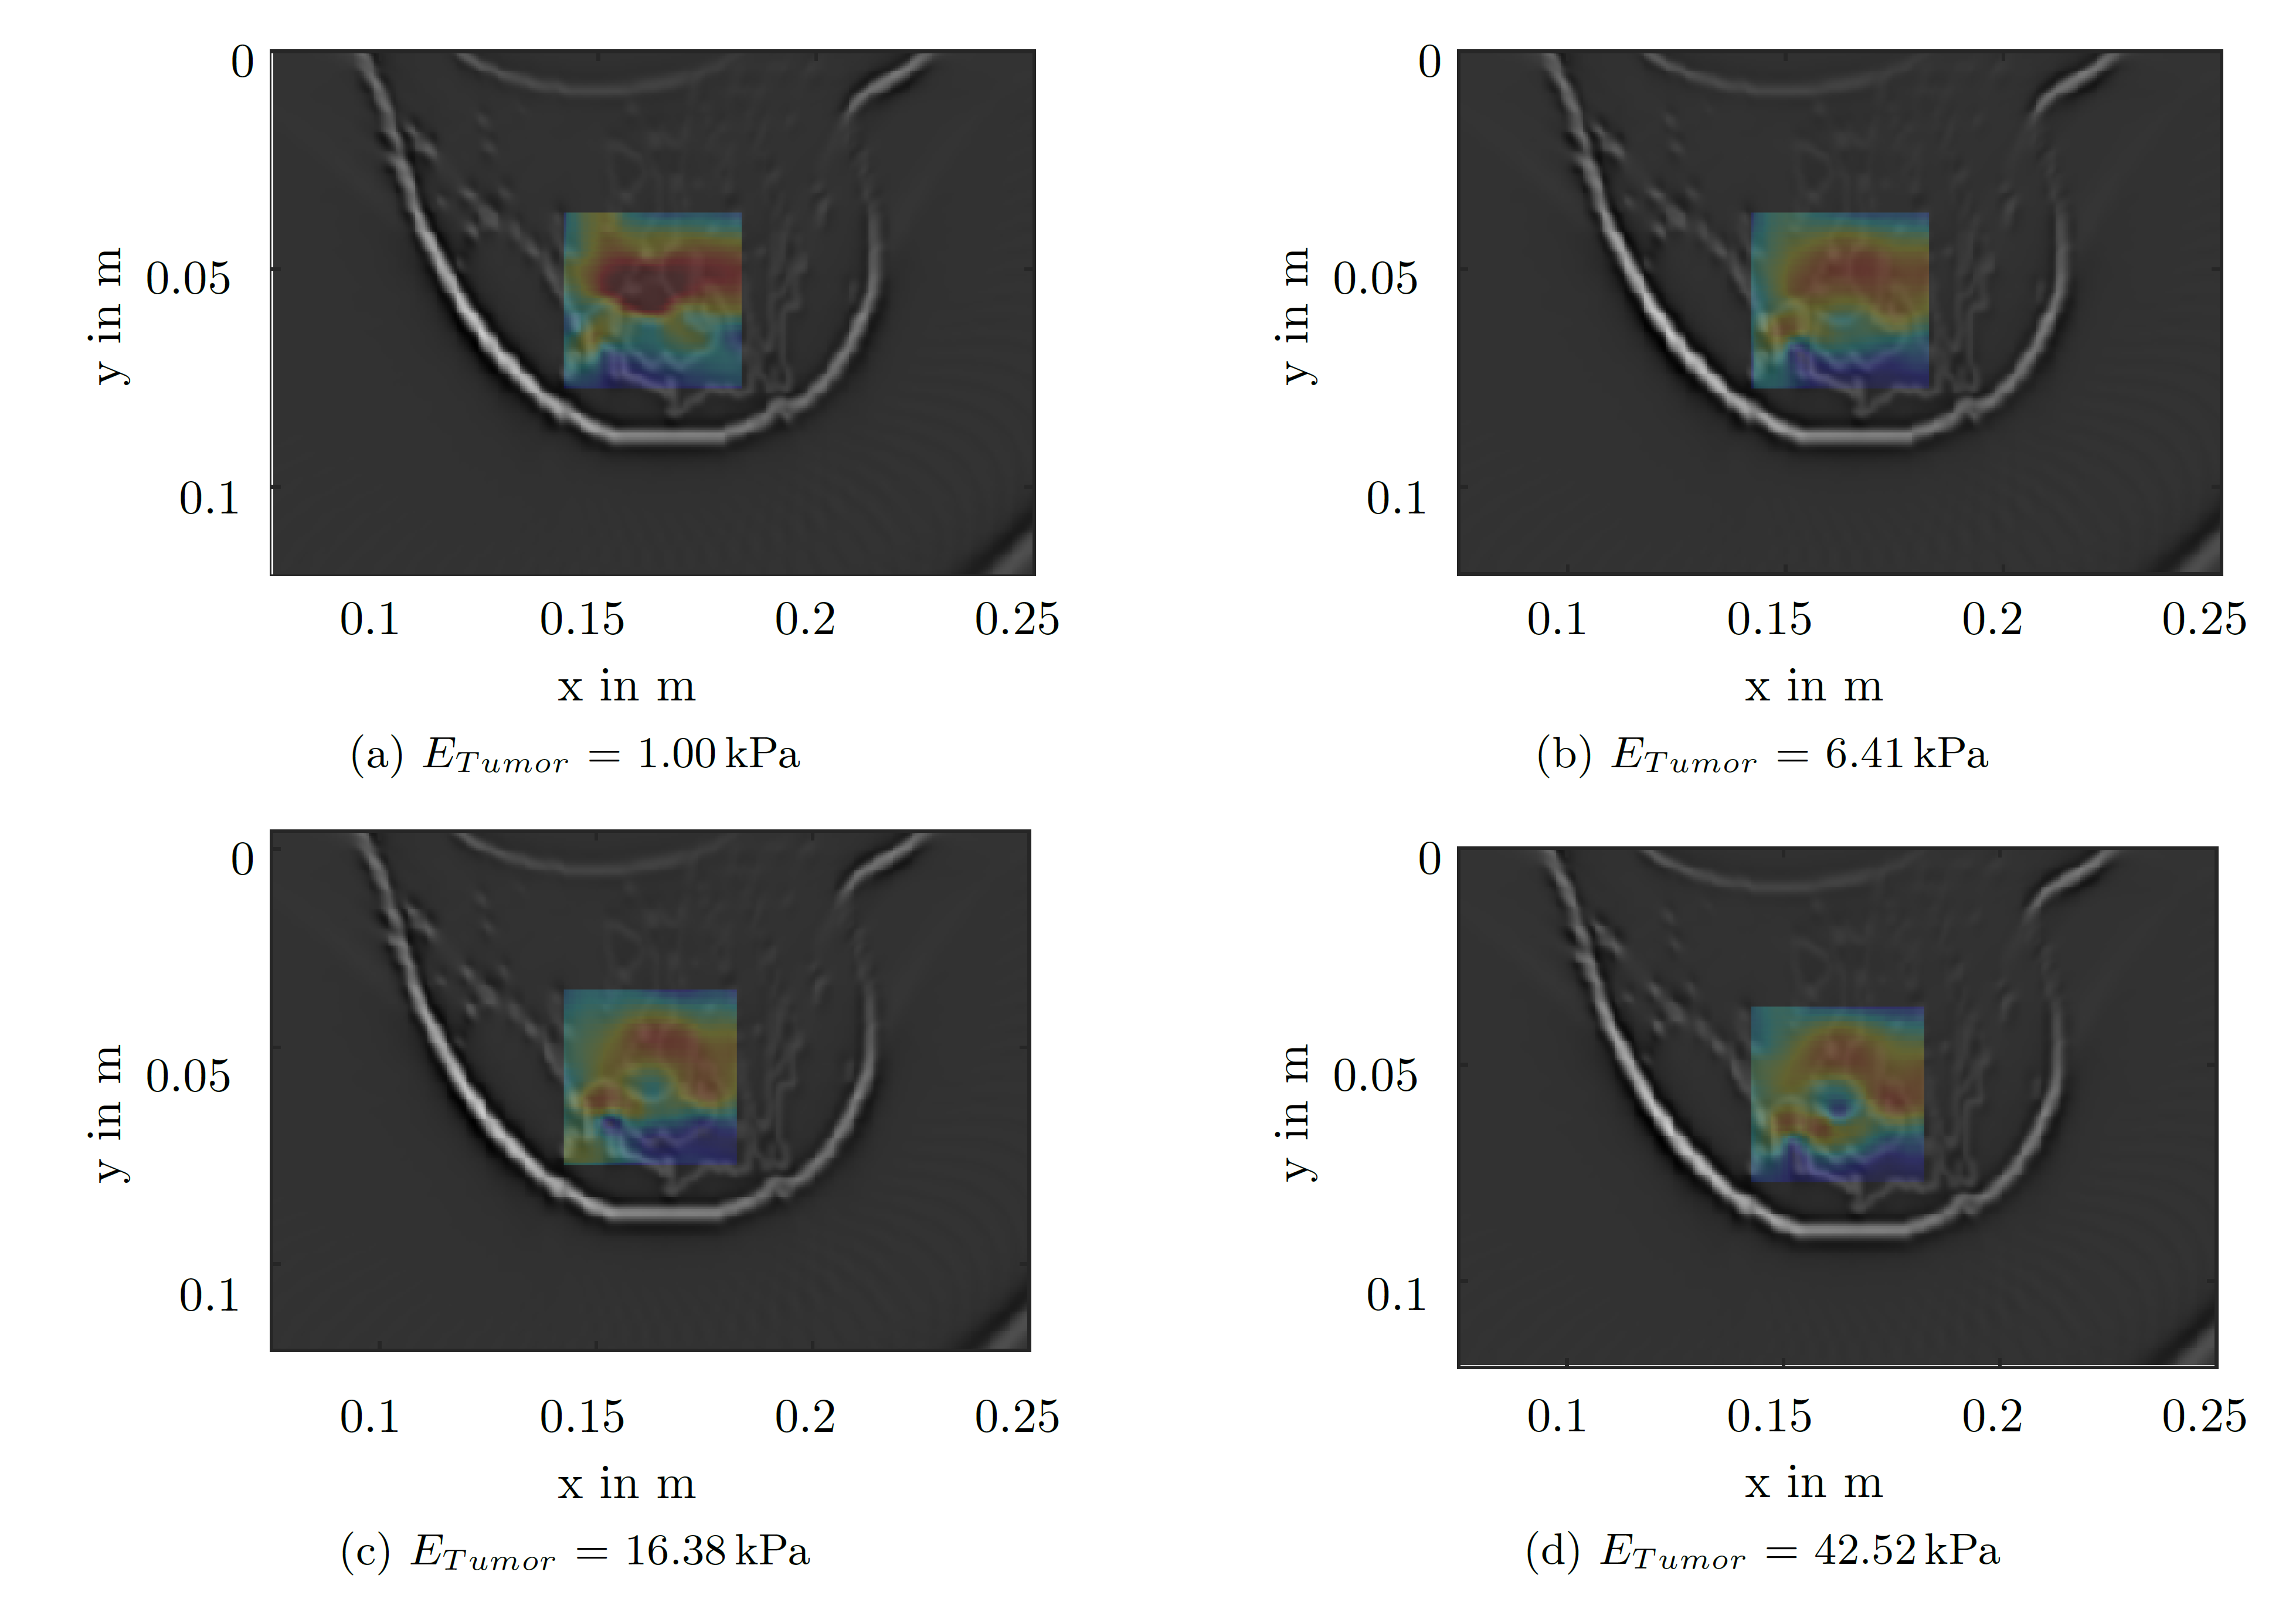 0
0.05
0.1
y in m
0.1 0.15 0.2 0.25
x in m
(a) E_Tumor = 1.00 kPa
0
0.05
0.1
y in m
0.1 0.15 0.2 0.25
x in m
(b) E_Tumor = 6.41 kPa
0
0.05
0.1
y in m
0.1 0.15 0.2 0.25
x in m
(c) E_Tumor = 16.38 kPa
0
0.05
0.1
y in m
0.1 0.15 0.2 0.25
x in m
(d) E_Tumor = 42.52 kPa